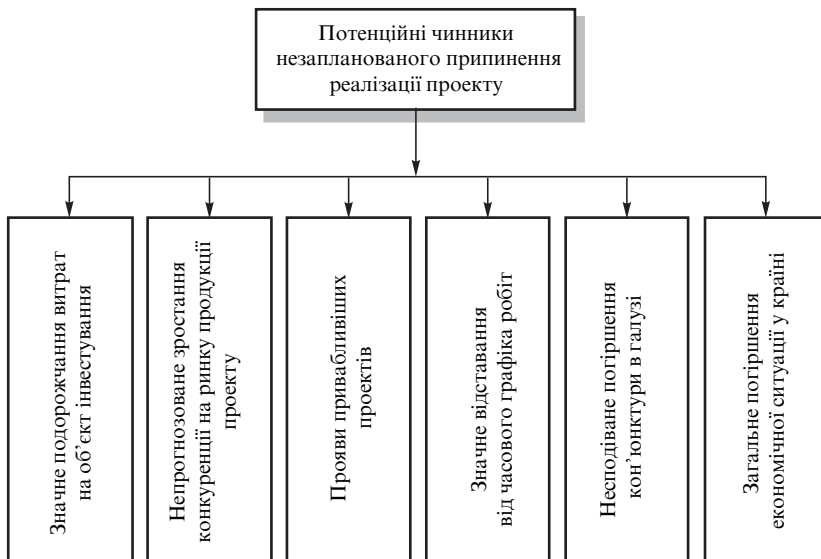 Потенційні чинники
незапланованого припинення
реалізації проекту
Значне подорожчання витрат
на об’єкт інвестування
Непрогнозоване зростання
конкуренції на ринку продукції
проекту
Прояви привабливіших
проектів
Значне відставання
від часового графіка робіт
Несподіване погіршення
кон’юнктури в галузі
Загальне погіршення
економічної ситуації у країні